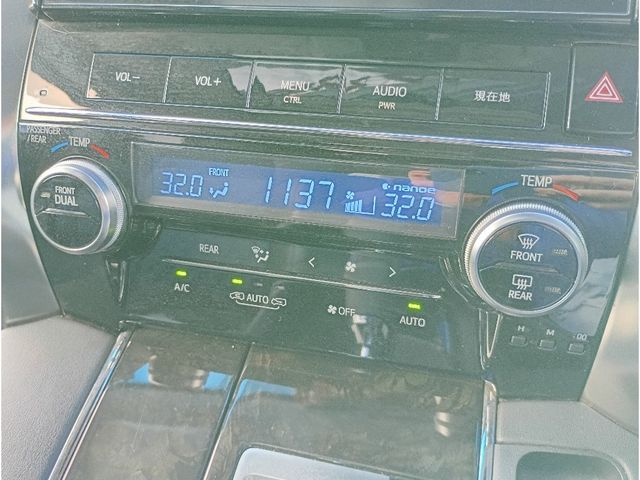 VOL− VOL+ MENU AUDIO 現在地
CTRL PWR
PASSENGER
/REAR
TEMP
FRONT
DUAL
32.0 FRONT 1137 nanoe 32.0
TEMP
FRONT
REAR
REAR < >
A/C AUTO OFF AUTO
H M :00